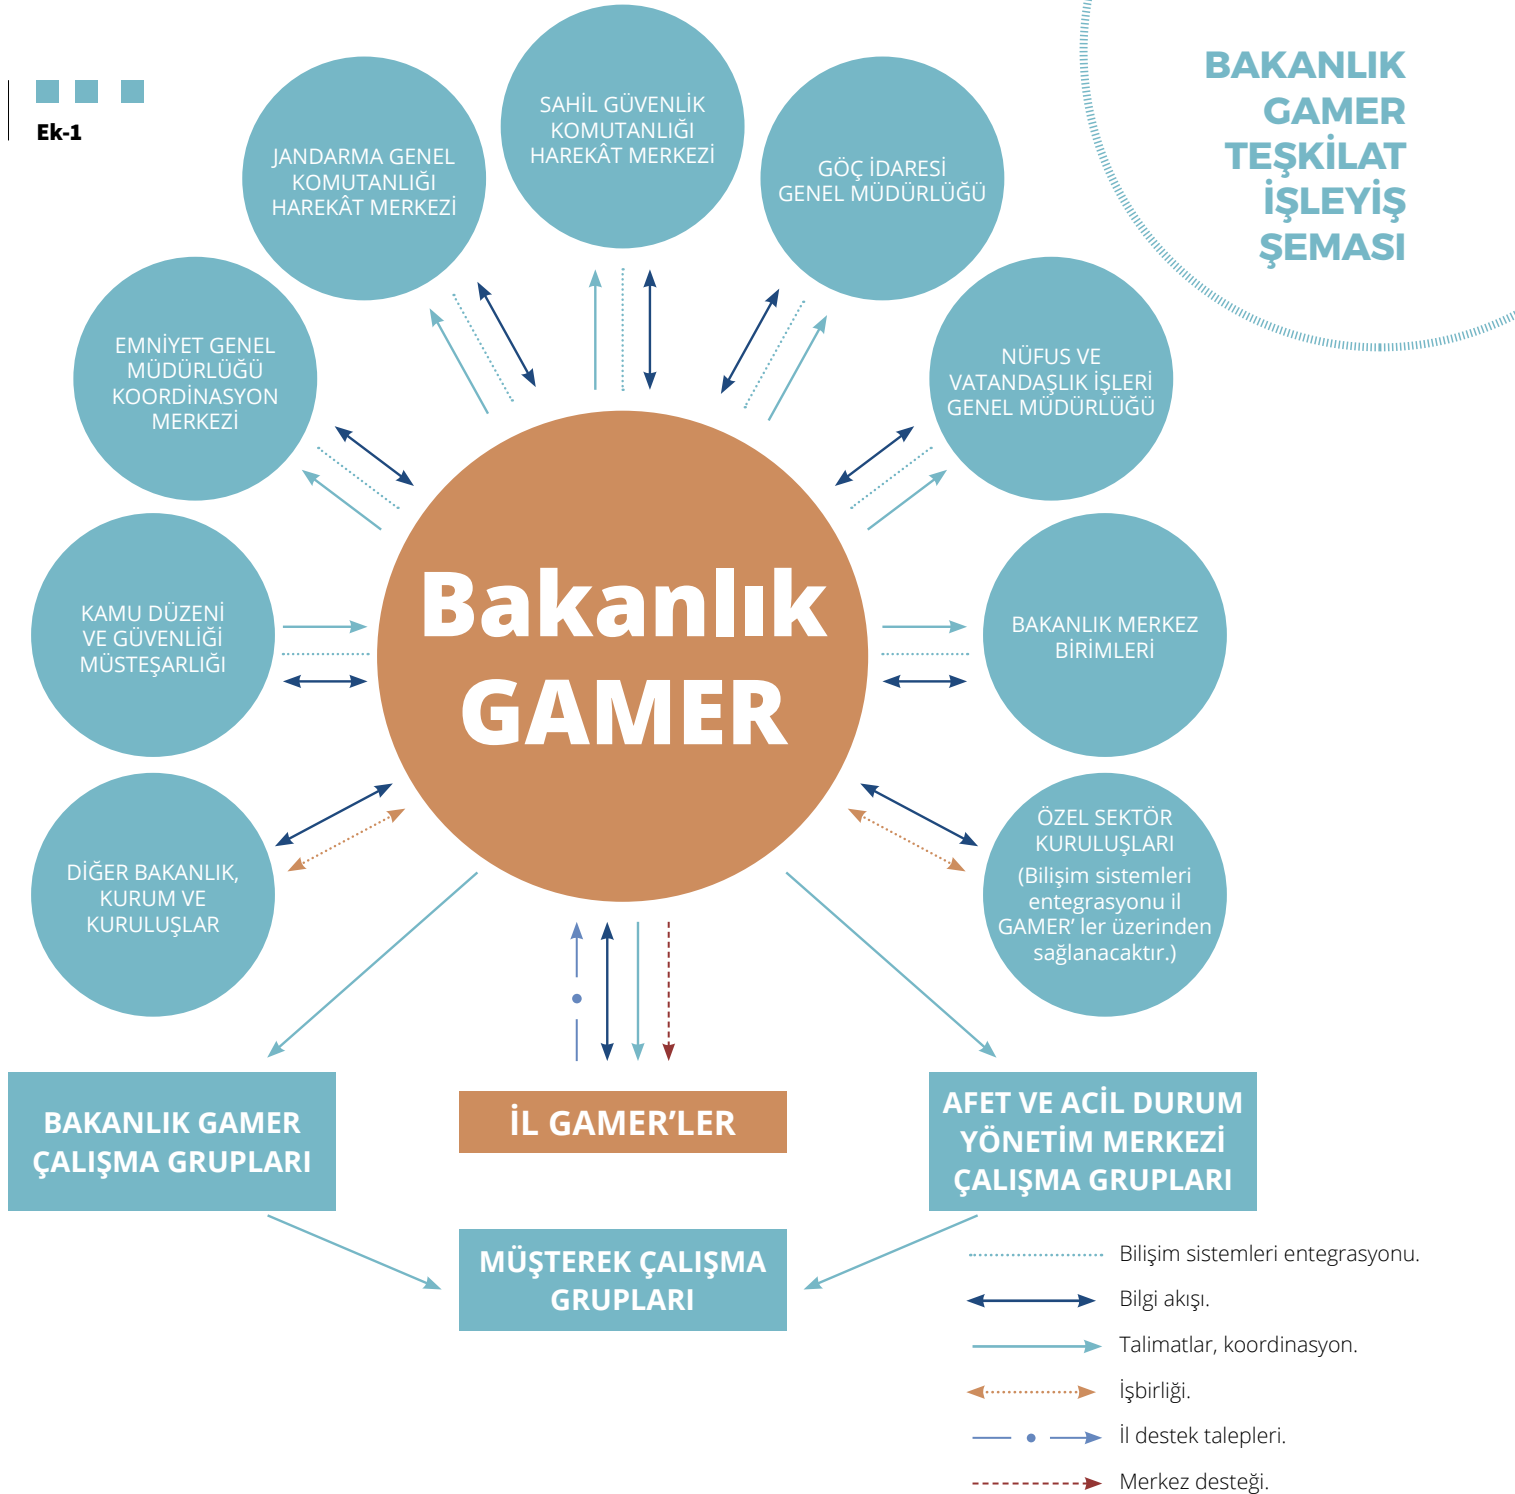 Ek-1
BAKANLIK
GAMER
TEŞKİLAT
İŞLEYİŞ
ŞEMASI
SAHİL GÜVENLİK
KOMUTANLIĞI
HAREKÂT MERKEZİ
JANDARMA GENEL
KOMUTANLIĞI
HAREKÂT MERKEZİ
GÖÇ İDARESİ
GENEL MÜDÜRLÜĞÜ
EMNİYET GENEL
MÜDÜRLÜĞÜ
KOORDİNASYON
MERKEZİ
NÜFUS VE
VATANDAŞLIK İŞLERİ
GENEL MÜDÜRLÜĞÜ
KAMU DÜZENİ
VE GÜVENLİĞİ
MÜSTEŞARLIĞI
Bakanlık
GAMER
BAKANLIK MERKEZ
BİRİMLERİ
DİĞER BAKANLIK,
KURUM VE
KURULUŞLAR
ÖZEL SEKTÖR
KURULUŞLARI
(Bilişim sistemleri
entegrasyonu il
GAMER' ler üzerinden
sağlanacaktır.)
BAKANLIK GAMER
ÇALIŞMA GRUPLARI
İL GAMER’LER
AFET VE ACİL DURUM
YÖNETİM MERKEZİ
ÇALIŞMA GRUPLARI
MÜŞTEREK ÇALIŞMA
GRUPLARI
Bilişim sistemleri entegrasyonu.
Bilgi akışı.
Talimatlar, koordinasyon.
İşbirliği.
İl destek talepleri.
Merkez desteği.